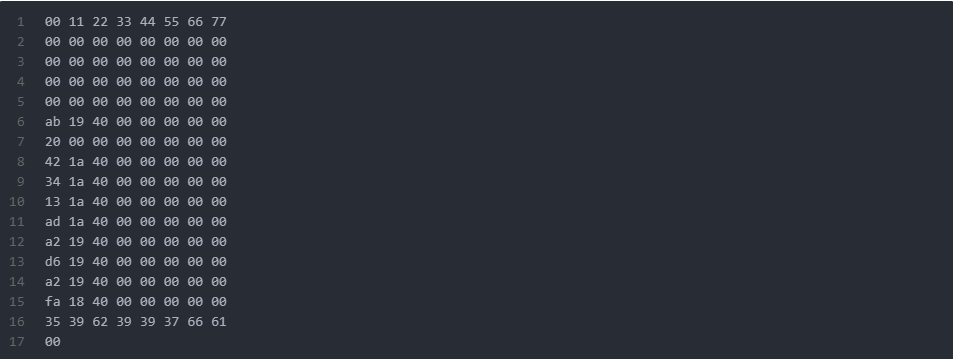 1 00 11 22 33 44 55 66 77
2 00 00 00 00 00 00 00 00
3 00 00 00 00 00 00 00 00
4 00 00 00 00 00 00 00 00
5 00 00 00 00 00 00 00 00
6 ab 19 40 00 00 00 00 00
7 20 00 00 00 00 00 00 00
8 42 1a 40 00 00 00 00 00
9 34 1a 40 00 00 00 00 00
10 13 1a 40 00 00 00 00 00
11 ad 1a 40 00 00 00 00 00
12 a2 19 40 00 00 00 00 00
13 d6 19 40 00 00 00 00 00
14 a2 19 40 00 00 00 00 00
15 fa 18 40 00 00 00 00 00
16 35 39 62 39 39 37 66 61
17 00